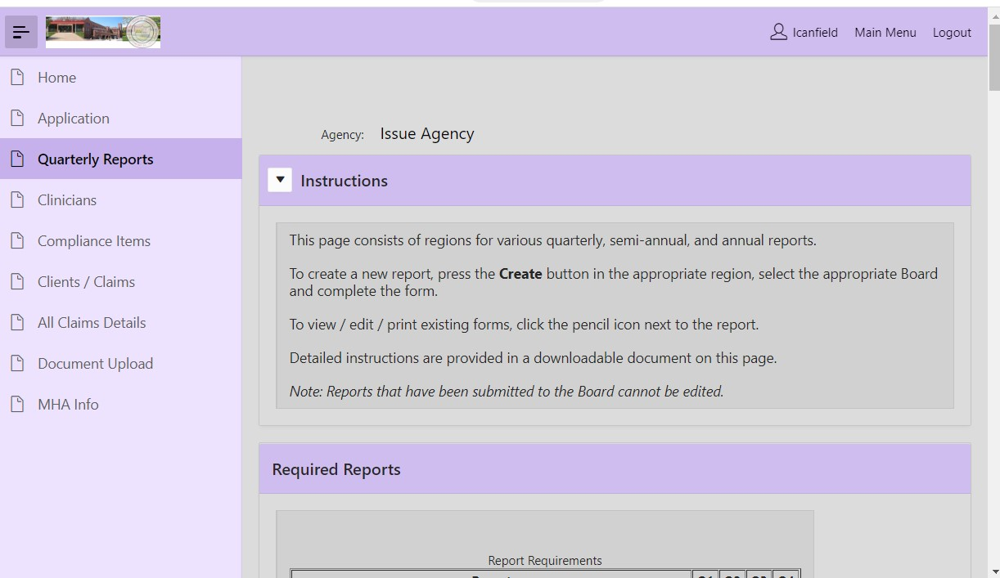 Icanfield
Main Menu
Logout
Home
Application
Quarterly Reports
Clinicians
Compliance Items
Clients / Claims
All Claims Details
Document Upload
MHA Info
Agency: Issue Agency
Instructions
This page consists of regions for various quarterly, semi-annual, and annual reports.
To create a new report, press the Create button in the appropriate region, select the appropriate Board
and complete the form.
To view / edit / print existing forms, click the pencil icon next to the report.
Detailed instructions are provided in a downloadable document on this page.
Note: Reports that have been submitted to the Board cannot be edited.
Required Reports
Report Requirements